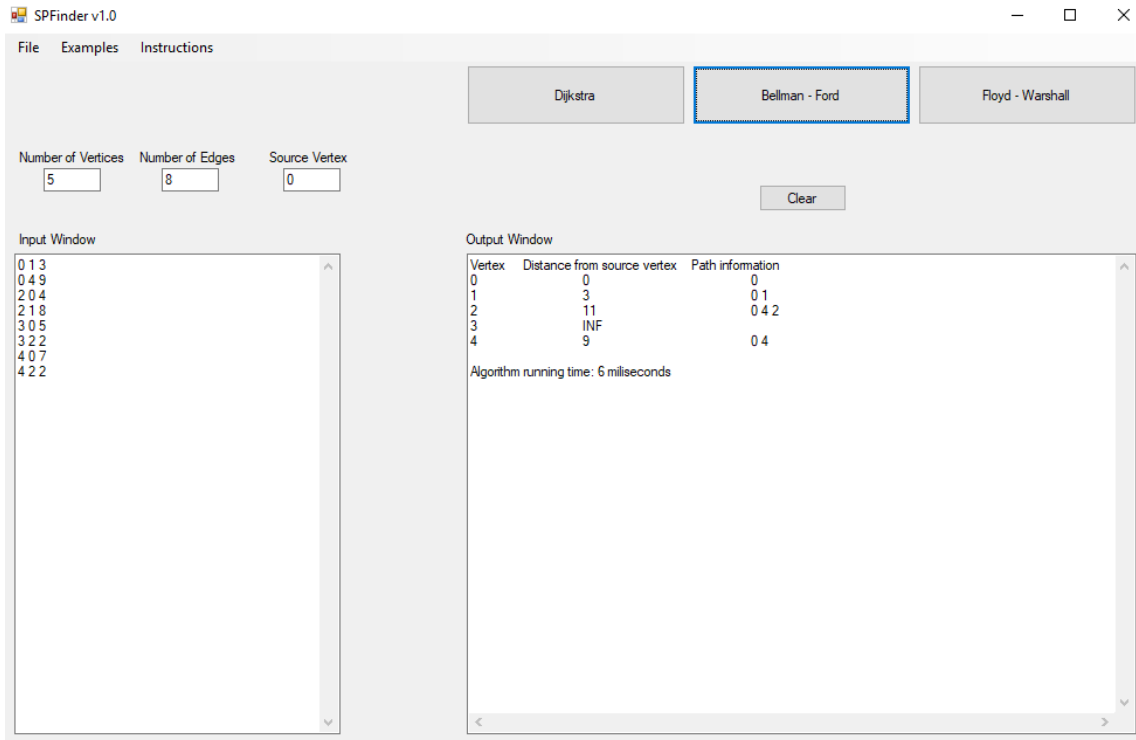 SPFinder v1.0
File Examples Instructions
Dijkstra Bellman - Ford Floyd - Warshall
Number of Vertices Number of Edges Source Vertex
5 8 0
Clear
Input Window
0 1 3
0 4 9
2 0 4
2 1 8
3 0 5
3 2 2
4 0 7
4 2 2
Output Window
Vertex Distance from source vertex Path information
0 0 0
1 3 0 1
2 11 0 4 2
3 INF
4 9 0 4
Algorithm running time: 6 miliseconds